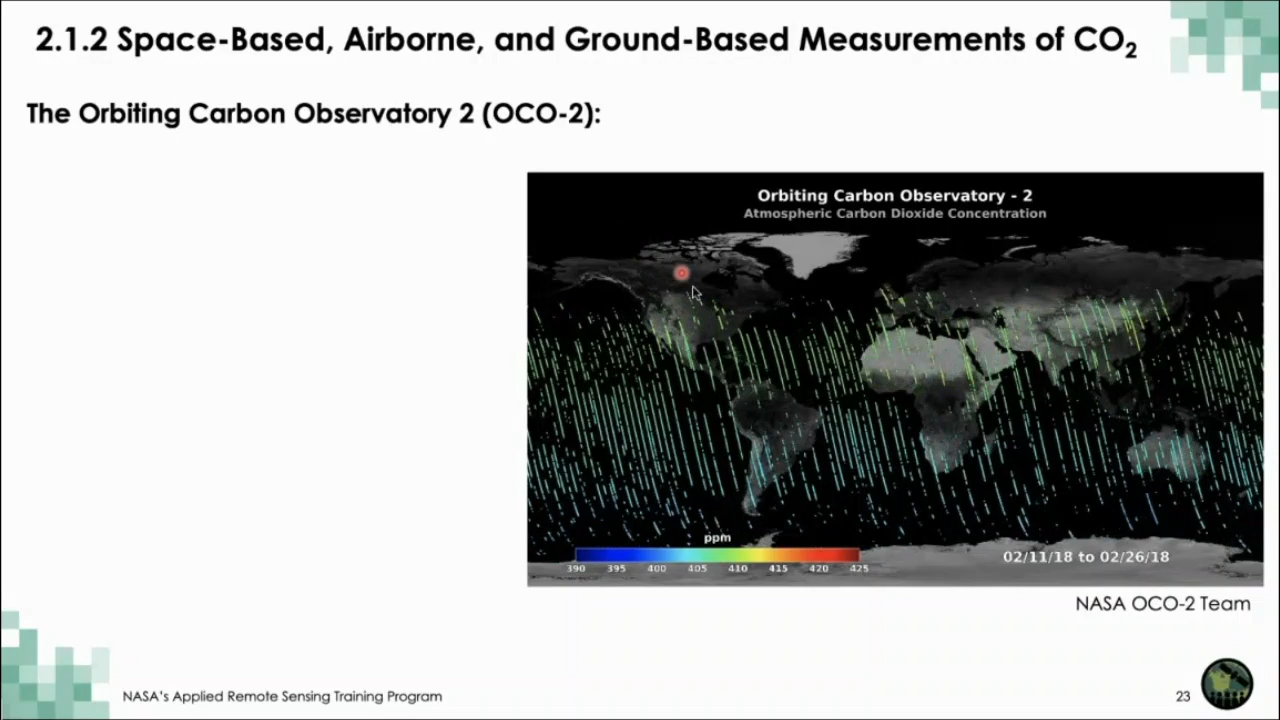 2.1.2 Space-Based, Airborne, and Ground-Based Measurements of CO₂
The Orbiting Carbon Observatory 2 (OCO-2):
Orbiting Carbon Observatory - 2
Atmospheric Carbon Dioxide Concentration
ppm
390 395 400 405 410 415 420 425
02/11/18 to 02/26/18
NASA OCO-2 Team
NASA's Applied Remote Sensing Training Program
23